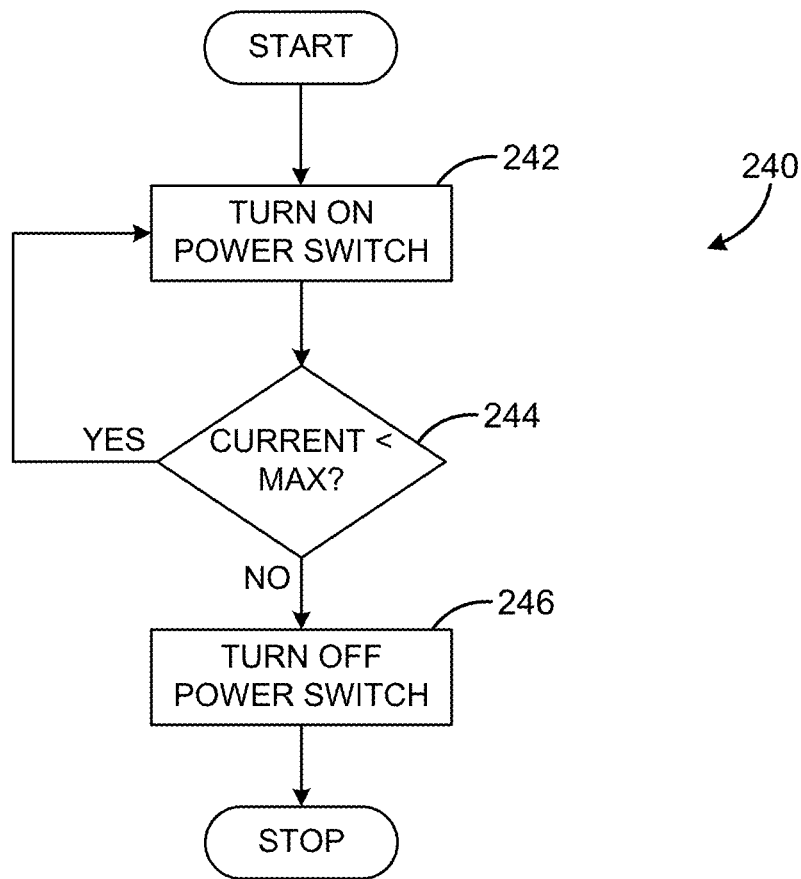 START
242
240
TURN ON
POWER SWITCH
244
YES
CURRENT <
MAX?
NO
246
TURN OFF
POWER SWITCH
STOP